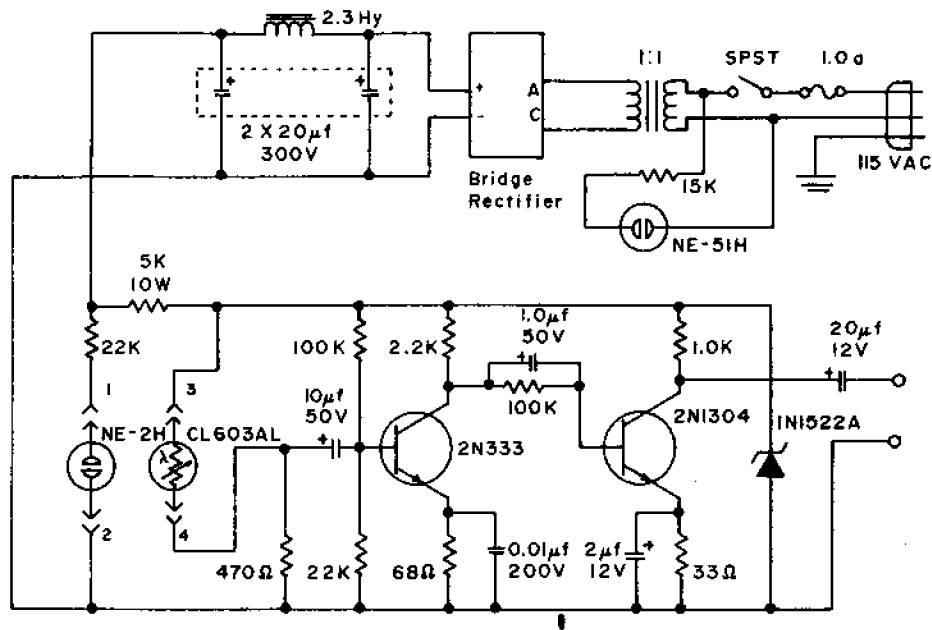 2.3Hy
1:1
SPST
1.0a
+
+
+
A
-
C
2 X 20µf
300V
115 VAC
Bridge
Rectifier
15K
NE-51H
5K
10W
1.0µf
50V
20µf
12V
22K
100K
2.2K
+
1.0K
+
1
3
10µf
50V
100K
2N1304
NE-2H
CL603AL
+
2N333
1N1522A
λ
2
4
470Ω
22K
68Ω
0.01µf
200V
2µf
12V
+
33Ω